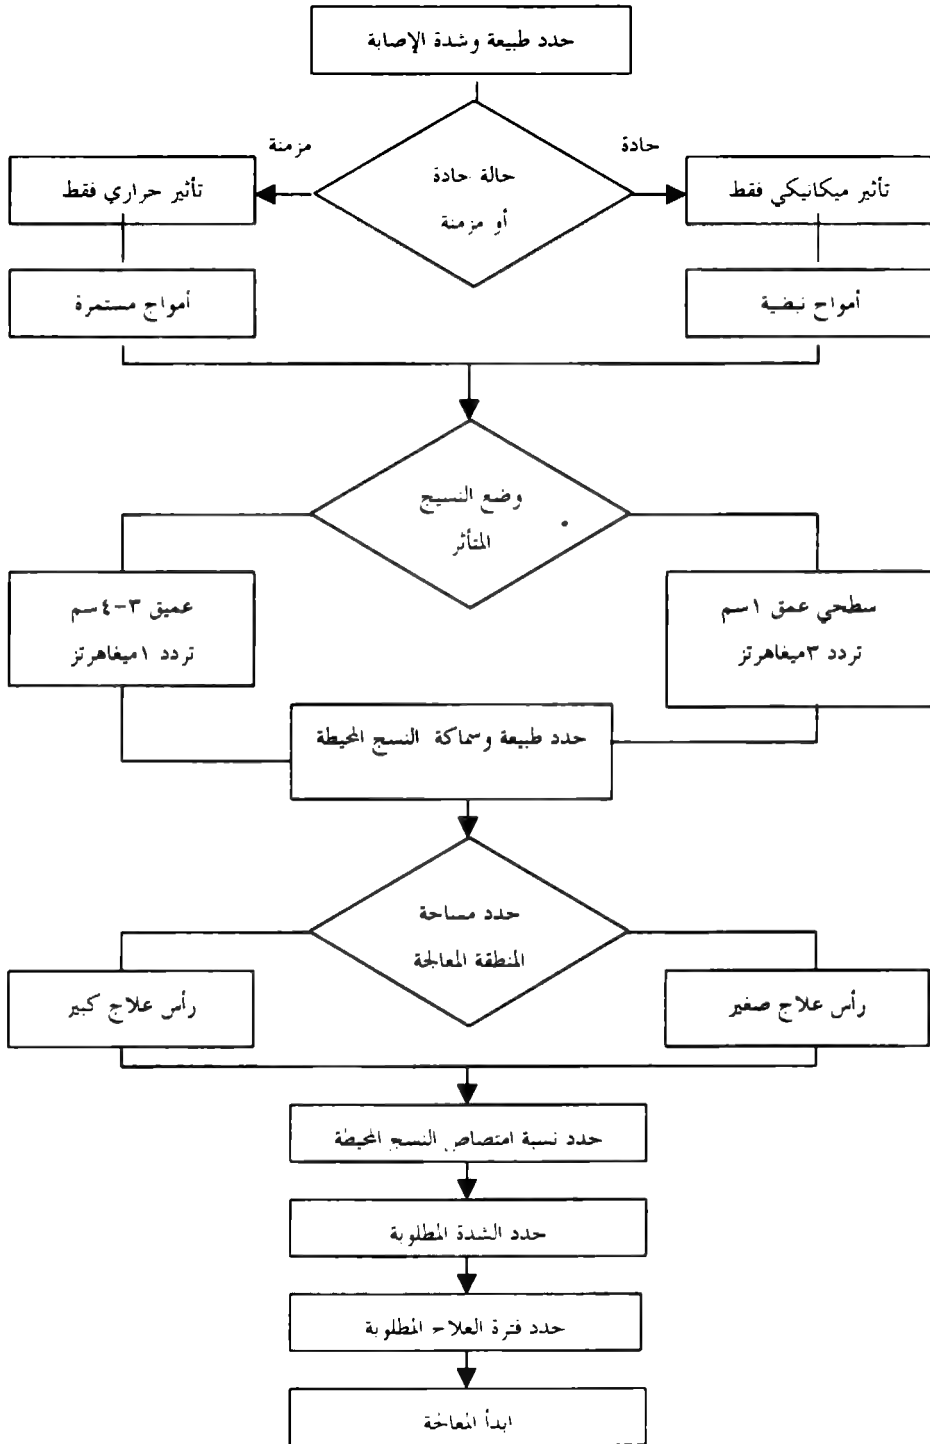 حدد طبيعة وشدة الإصابة
حادة
مزمنة
حالة حادة
أو مزمنة
تأثير ميكانيكي فقط
تأثير حراري فقط
أمواج نبضية
أمواج مستمرة
وضع النسيج
المتأثر
سطحي عمق ١سم
تردد ٣ميغاهرتز
عميق ٣-٤سم
تردد ١ميغاهرتز
حدد طبيعة وسماكة النسج المحيطة
حدد مساحة
المنطقة المعالجة
رأس علاج صغير
رأس علاج كبير
حدد نسبة امتصاص النسج المحيطة
حدد الشدة المطلوبة
حدد فترة العلاج المطلوبة
ابدأ المعالجة